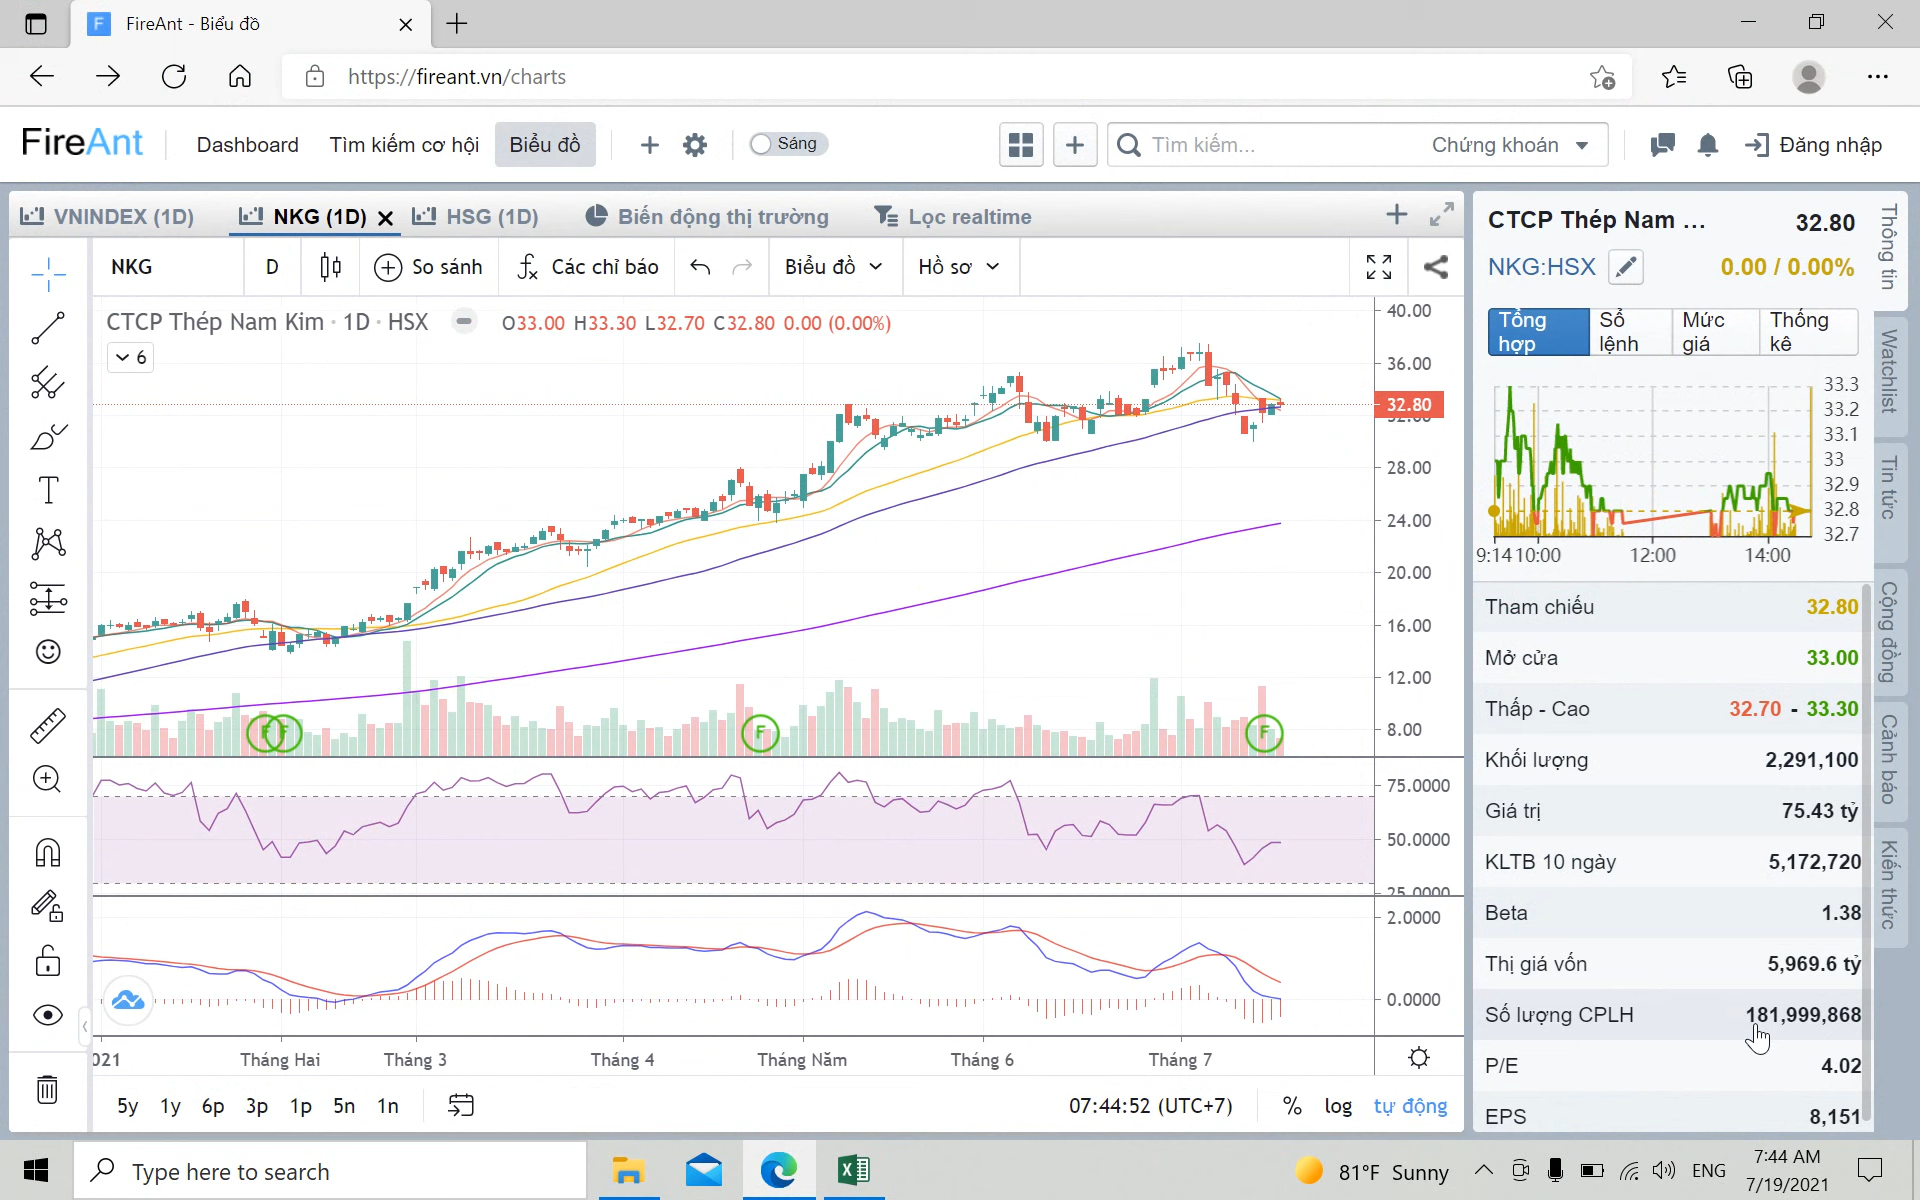 FireAnt - Biểu đồ
https://fireant.vn/charts
FireAnt
Dashboard
Tìm kiếm cơ hội
Biểu đồ
Sáng
Tìm kiếm...
Chứng khoán
Đăng nhập
VNINDEX (1D)
NKG (1D)
HSG (1D)
Biến động thị trường
Lọc realtime
NKG
D
So sánh
Các chỉ báo
Biểu đồ
Hồ sơ
CTCP Thép Nam Kim · 1D · HSX
O33.00 H33.30 L32.70 C32.80 0.00 (0.00%)
6
40.00
36.00
32.80
32.00
28.00
24.00
20.00
16.00
12.00
8.00
F
F
F
F
75.0000
50.0000
25.0000
2.0000
0.0000
2021
Tháng Hai
Tháng 3
Tháng 4
Tháng Năm
Tháng 6
Tháng 7
5y 1y 6p 3p 1p 5n 1n
07:44:52 (UTC+7)
%
log
tự động
CTCP Thép Nam ...
32.80
NKG:HSX
0.00 / 0.00%
Tổng hợp
Sổ lệnh
Mức giá
Thống kê
33.3
33.2
33.1
33
32.9
32.8
32.7
9:14 10:00 12:00 14:00
Tham chiếu 32.80
Mở cửa 33.00
Thấp - Cao 32.70 - 33.30
Khối lượng 2,291,100
Giá trị 75.43 tỷ
KLTB 10 ngày 5,172,720
Beta 1.38
Thị giá vốn 5,969.6 tỷ
Số lượng CPLH 181,999,868
P/E 4.02
EPS 8,151
Thông tin
Watchlist
Tin tức
Cộng đồng
Cảnh báo
Kiến thức
Type here to search
81°F Sunny
ENG
7:44 AM
7/19/2021